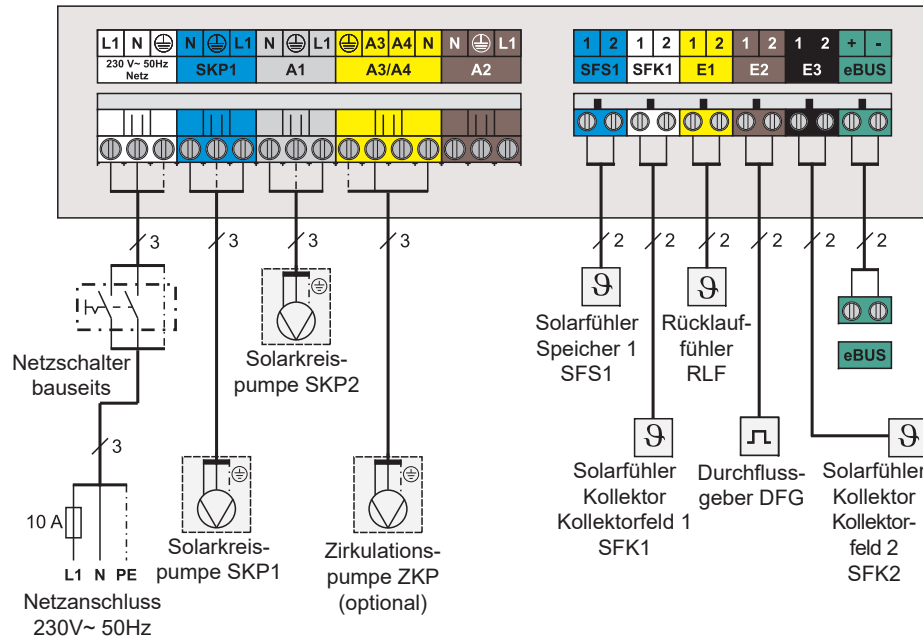 L1 N N L1 N L1 A3 A4 N N L1
230 V~ 50Hz
Netz
SKP1 A1 A3/A4 A2
1 2 1 2 1 2 1 2 1 2 + -
SFS1 SFK1 E1 E2 E3 eBUS
3 3 3 3 2 2 2 2 2 2
Netzschalter
bauseits
Solarkreis-
pumpe SKP2
Solarfühler
Speicher 1
SFS1
Rücklauf-
fühler
RLF
eBUS
3
10 A
L1 N PE
Netzanschluss
230V~ 50Hz
Solarkreis-
pumpe SKP1
Zirkulations-
pumpe ZKP
(optional)
Solarfühler
Kollektor
Kollektorfeld 1
SFK1
Durchfluss-
geber DFG
Solarfühler
Kollektor
Kollektor-
feld 2
SFK2